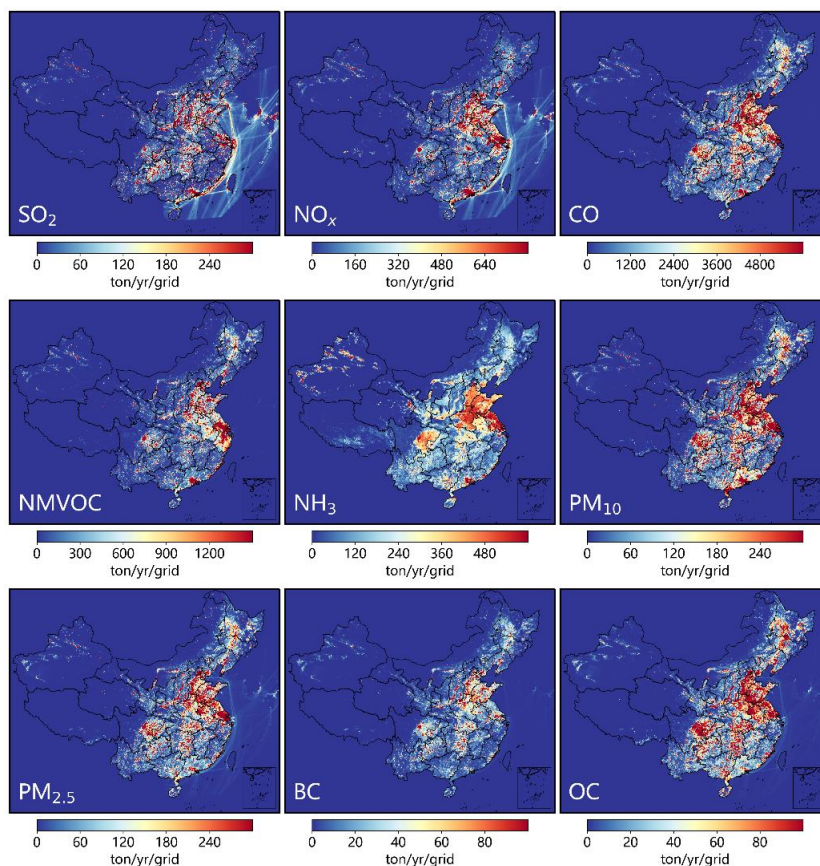 SO₂ NOₓ CO
0 60 120 180 240 0 160 320 480 640 0 1200 2400 3600 4800
ton/yr/grid ton/yr/grid ton/yr/grid
NMVOC NH₃ PM₁₀
0 300 600 900 1200 0 120 240 360 480 0 60 120 180 240
ton/yr/grid ton/yr/grid ton/yr/grid
PM₂.₅ BC OC
0 60 120 180 240 0 20 40 60 80 0 20 40 60 80
ton/yr/grid ton/yr/grid ton/yr/grid